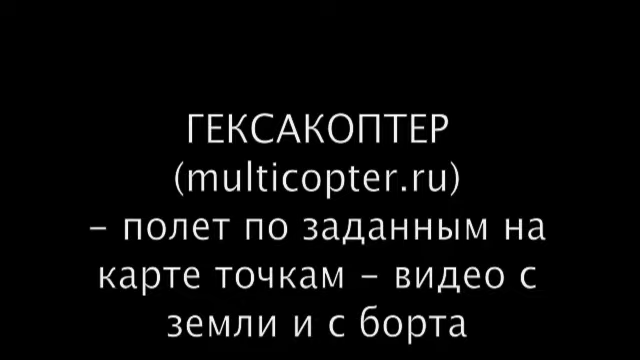 ГЕКСАКОПТЕР
(multicopter.ru)
– полет по заданным на
карте точкам – видео с
земли и с борта